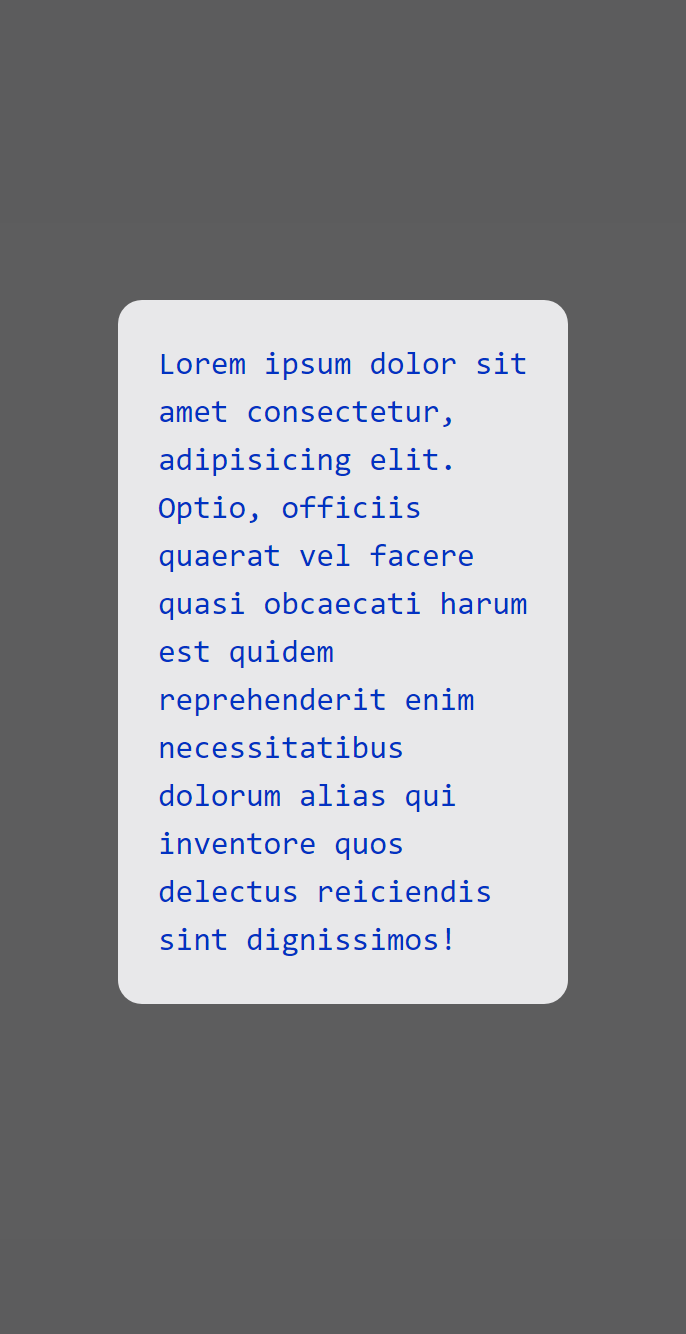 Lorem ipsum dolor sit
amet consectetur,
adipisicing elit.
Optio, officiis
quaerat vel facere
quasi obcaecati harum
est quidem
reprehenderit enim
necessitatibus
dolorum alias qui
inventore quos
delectus reiciendis
sint dignissimos!